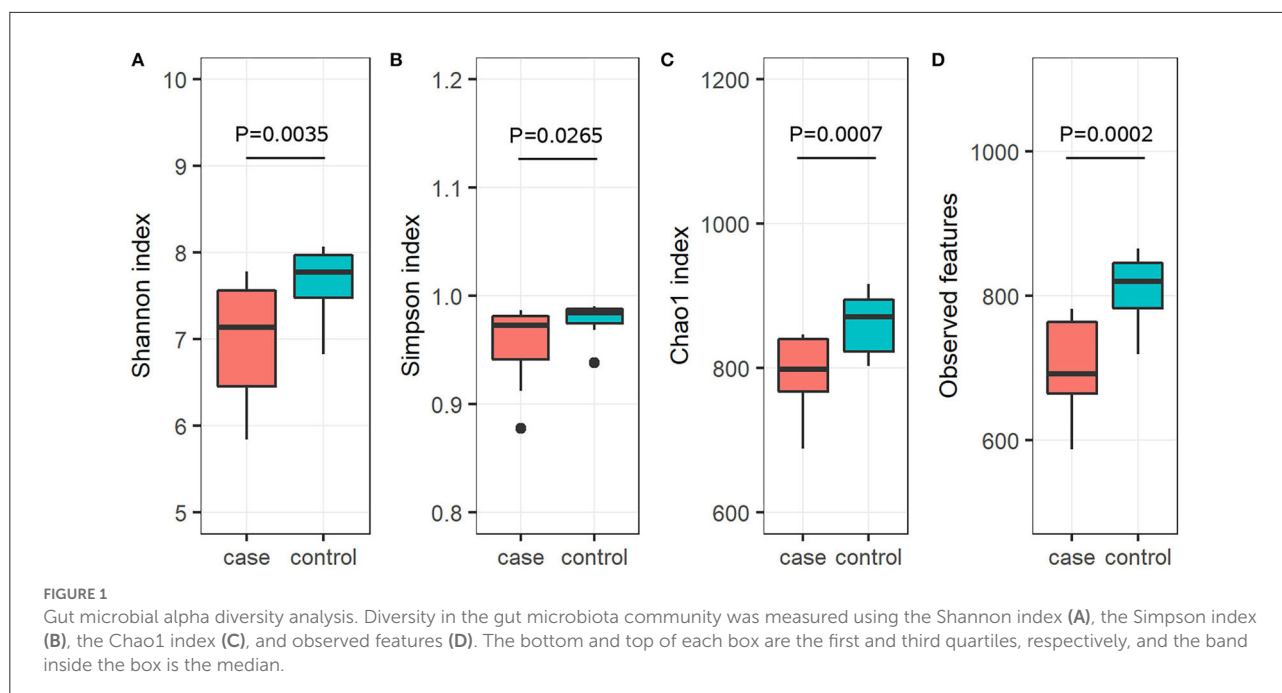 A
B
C
D
10
9
8
7
6
5
Shannon index
P=0.0035
case control
1.2
1.1
1.0
0.9
0.8
Simpson index
P=0.0265
case control
1200
1000
800
600
Chao1 index
P=0.0007
case control
1000
800
600
Observed features
P=0.0002
case control
FIGURE 1
Gut microbial alpha diversity analysis. Diversity in the gut microbiota community was measured using the Shannon index (A), the Simpson index
(B), the Chao1 index (C), and observed features (D). The bottom and top of each box are the first and third quartiles, respectively, and the band
inside the box is the median.